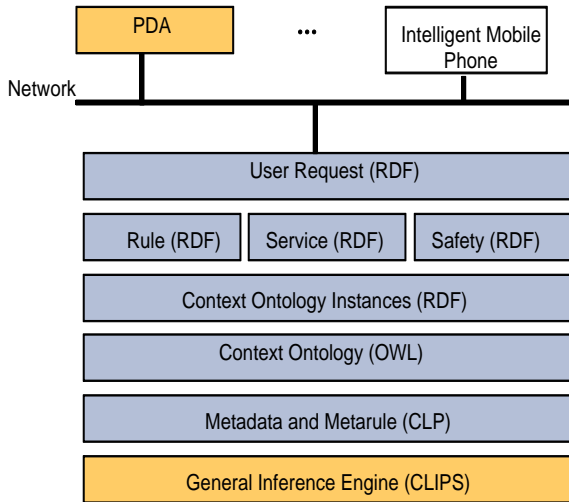 PDA
...
Intelligent Mobile
Phone
Network
User Request (RDF)
Rule (RDF)
Service (RDF)
Safety (RDF)
Context Ontology Instances (RDF)
Context Ontology (OWL)
Metadata and Metarule (CLP)
General Inference Engine (CLIPS)